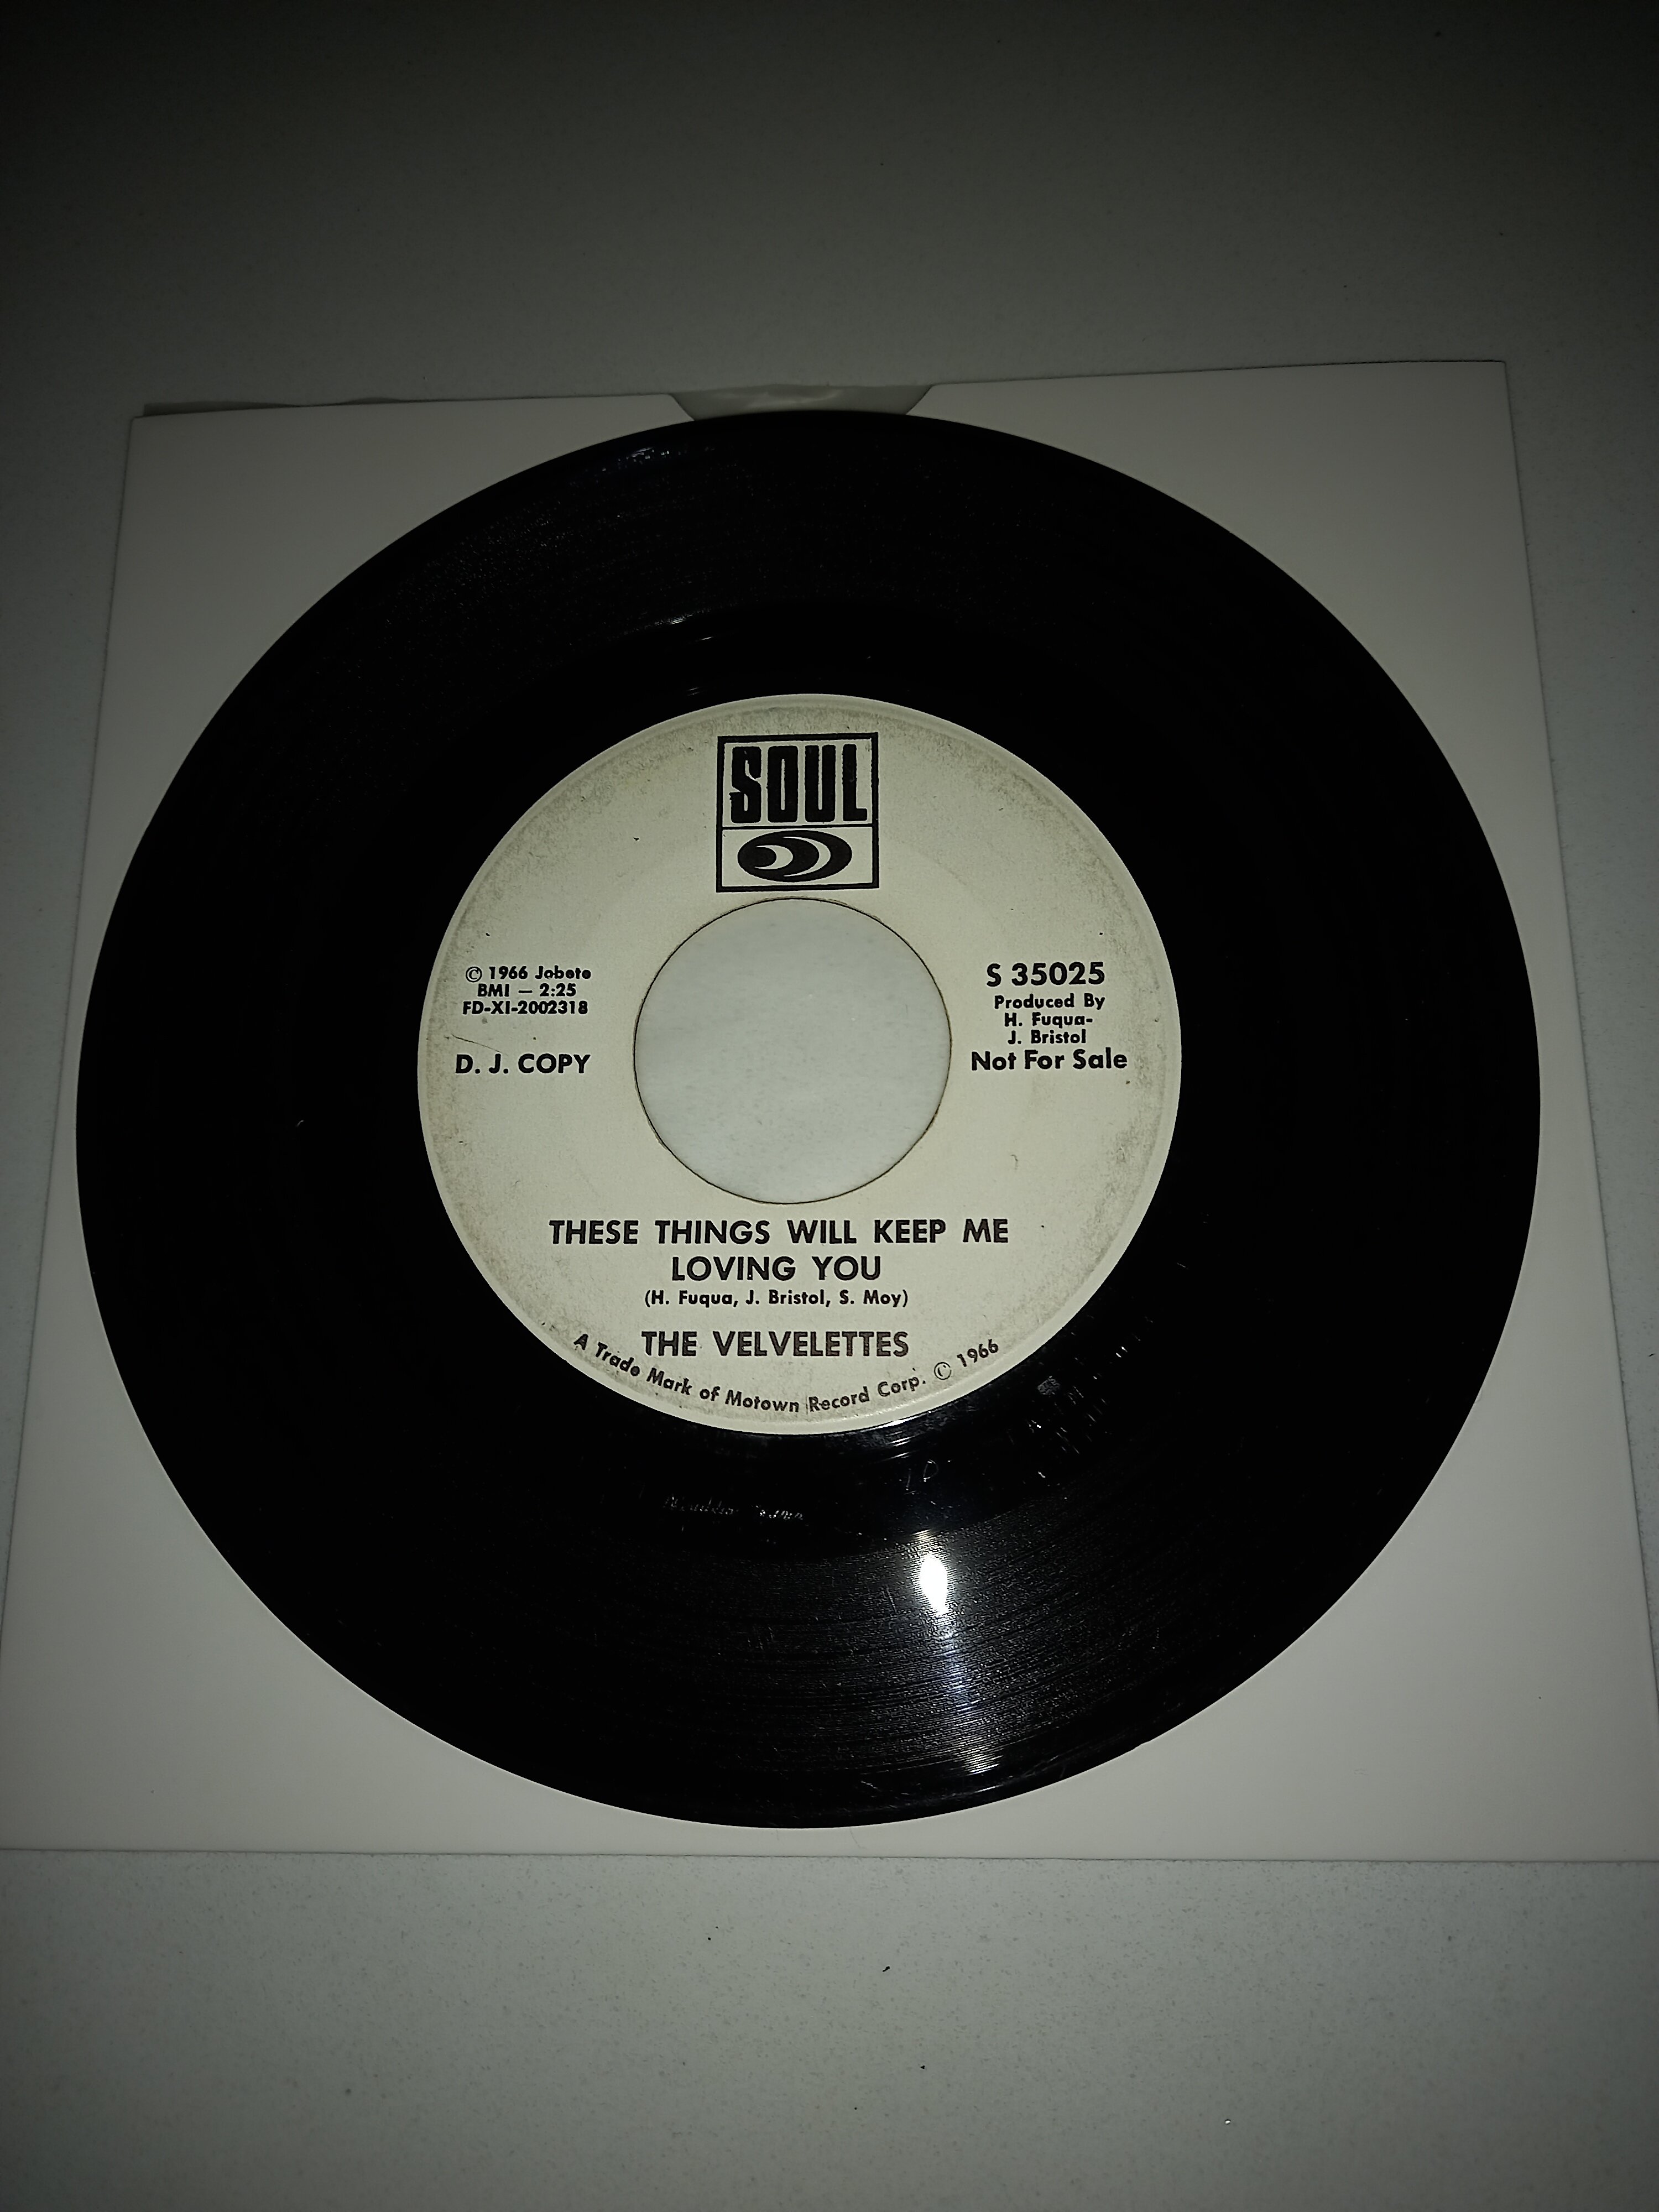 SOUL
© 1966 Jobete
BMI — 2:25
FD-XI-2002318
D. J. COPY
S 35025
Produced By
H. Fuqua-
J. Bristol
Not For Sale
THESE THINGS WILL KEEP ME
LOVING YOU
(H. Fuqua, J. Bristol, S. Moy)
THE VELVELETTES
A Trade Mark of Motown Record Corp. © 1966